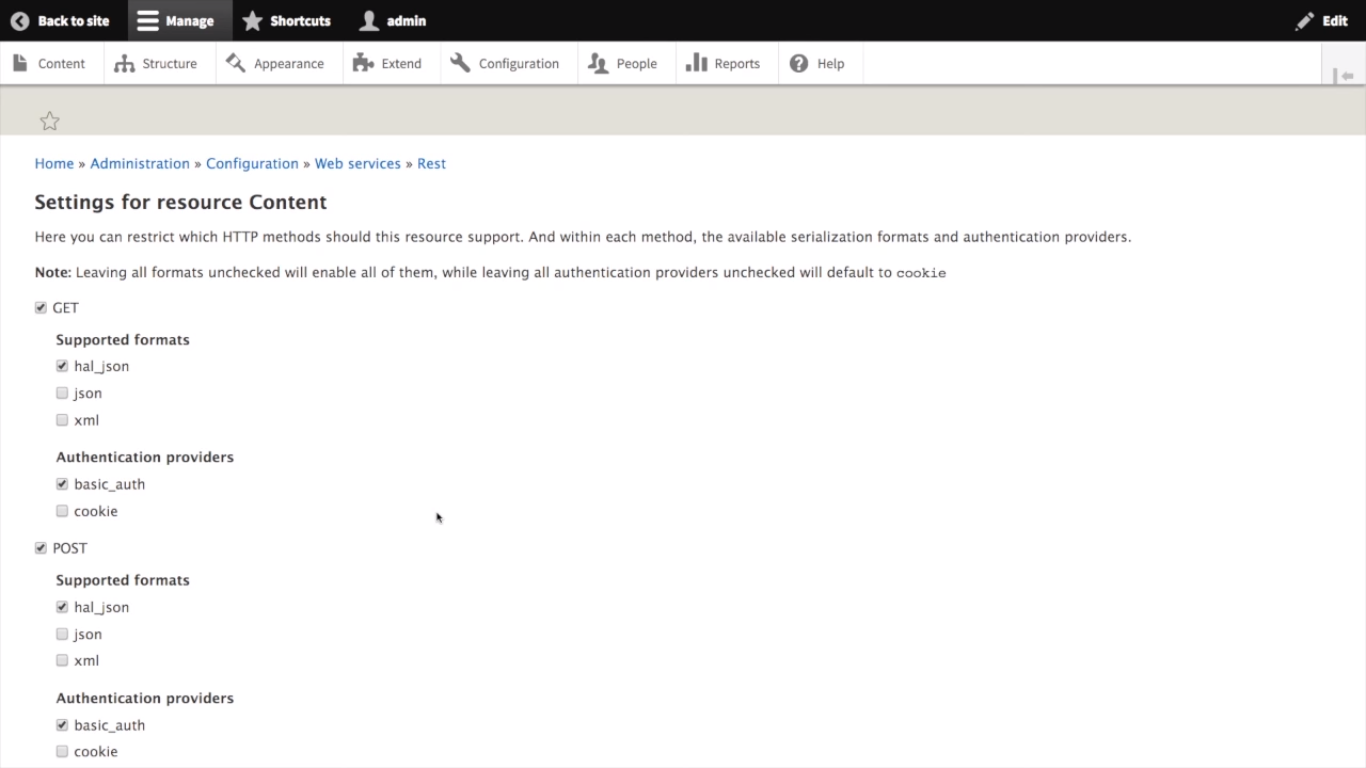 Back to site Manage Shortcuts admin Edit
Content Structure Appearance Extend Configuration People Reports Help
Home » Administration » Configuration » Web services » Rest
Settings for resource Content
Here you can restrict which HTTP methods should this resource support. And within each method, the available serialization formats and authentication providers.
Note: Leaving all formats unchecked will enable all of them, while leaving all authentication providers unchecked will default to cookie
GET
Supported formats
hal_json
json
xml
Authentication providers
basic_auth
cookie
POST
Supported formats
hal_json
json
xml
Authentication providers
basic_auth
cookie